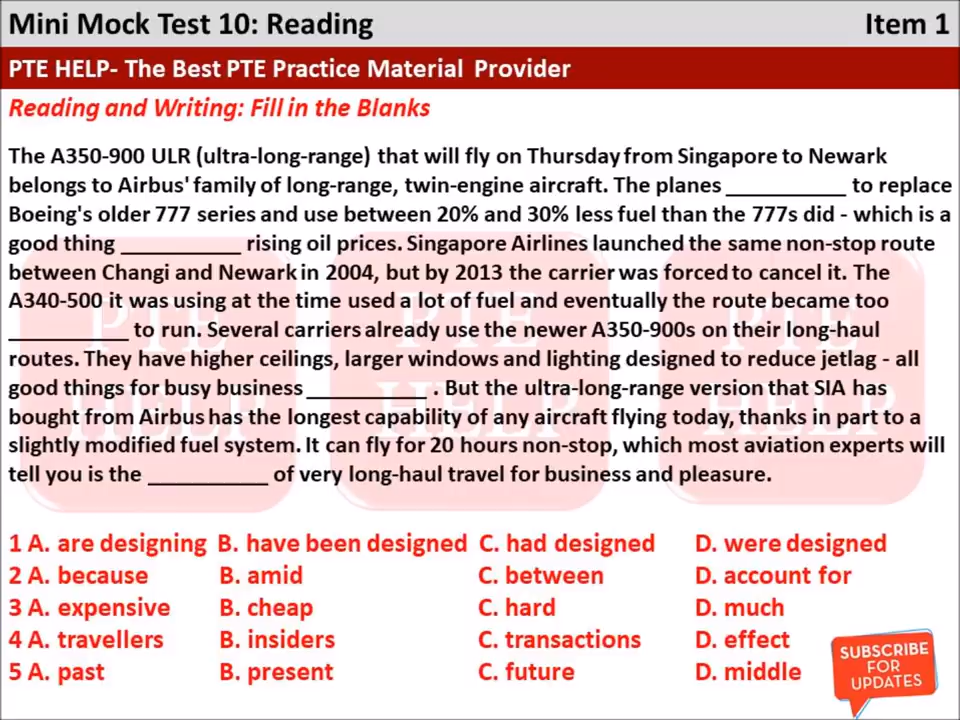 Mini Mock Test 10: Reading Item 1
PTE HELP- The Best PTE Practice Material Provider
Reading and Writing: Fill in the Blanks
The A350-900 ULR (ultra-long-range) that will fly on Thursday from Singapore to Newark
belongs to Airbus' family of long-range, twin-engine aircraft. The planes __________ to replace
Boeing's older 777 series and use between 20% and 30% less fuel than the 777s did - which is a
good thing __________ rising oil prices. Singapore Airlines launched the same non-stop route
between Changi and Newark in 2004, but by 2013 the carrier was forced to cancel it. The
A340-500 it was using at the time used a lot of fuel and eventually the route became too
__________ to run. Several carriers already use the newer A350-900s on their long-haul
routes. They have higher ceilings, larger windows and lighting designed to reduce jetlag - all
good things for busy business __________ . But the ultra-long-range version that SIA has
bought from Airbus has the longest capability of any aircraft flying today, thanks in part to a
slightly modified fuel system. It can fly for 20 hours non-stop, which most aviation experts will
tell you is the __________ of very long-haul travel for business and pleasure.
PTE HELP PTE HELP PTE HELP
1 A. are designing B. have been designed C. had designed D. were designed
2 A. because B. amid C. between D. account for
3 A. expensive B. cheap C. hard D. much
4 A. travellers B. insiders C. transactions D. effect
5 A. past B. present C. future D. middle
SUBSCRIBE
FOR
UPDATES